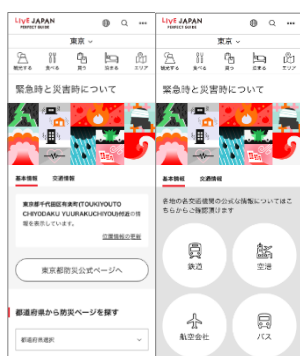 LIVE JAPAN
PERFECT GUIDE
東京
観光する 食べる 買う 泊まる エリア
緊急時と災害時について
基本情報 交通情報
東京都千代田区有楽町(TOUKIYOUTO
CHIYODAKU YUURAKUCHIYOU)付近の情
報を表示しています。
位置情報の更新
東京都防災公式ページへ
都道府県から防災ページを探す
都道府県選択
LIVE JAPAN
PERFECT GUIDE
東京
観光する 食べる 買う 泊まる エリア
緊急時と災害時について
基本情報 交通情報
各地の各交通機関の公式な情報についてはこ
ちらからご確認頂けます
鉄道 空港
航空会社 バス